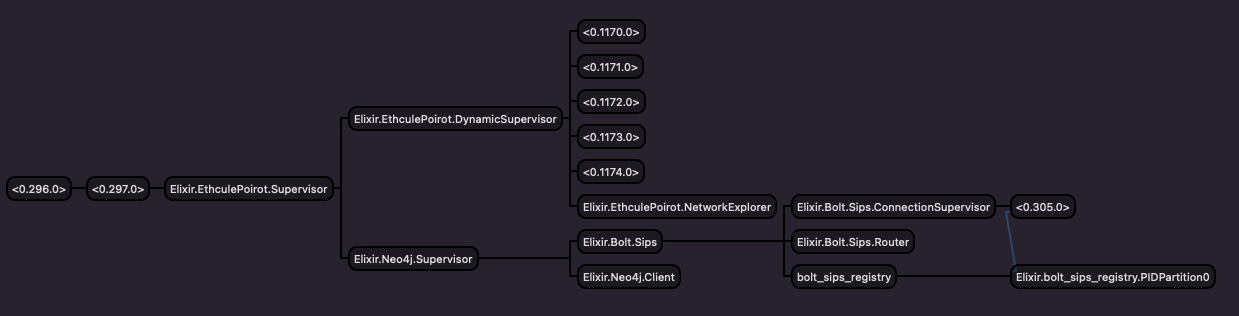 <0.1170.0>
<0.1171.0>
<0.1172.0>
Elixir.EthculePoirot.DynamicSupervisor
<0.1173.0>
<0.1174.0>
<0.296.0>
<0.297.0>
Elixir.EthculePoirot.Supervisor
Elixir.EthculePoirot.NetworkExplorer
Elixir.Bolt.Sips.ConnectionSupervisor
<0.305.0>
Elixir.Bolt.Sips
Elixir.Bolt.Sips.Router
Elixir.Neo4j.Supervisor
Elixir.Neo4j.Client
bolt_sips_registry
Elixir.bolt_sips_registry.PIDPartition0